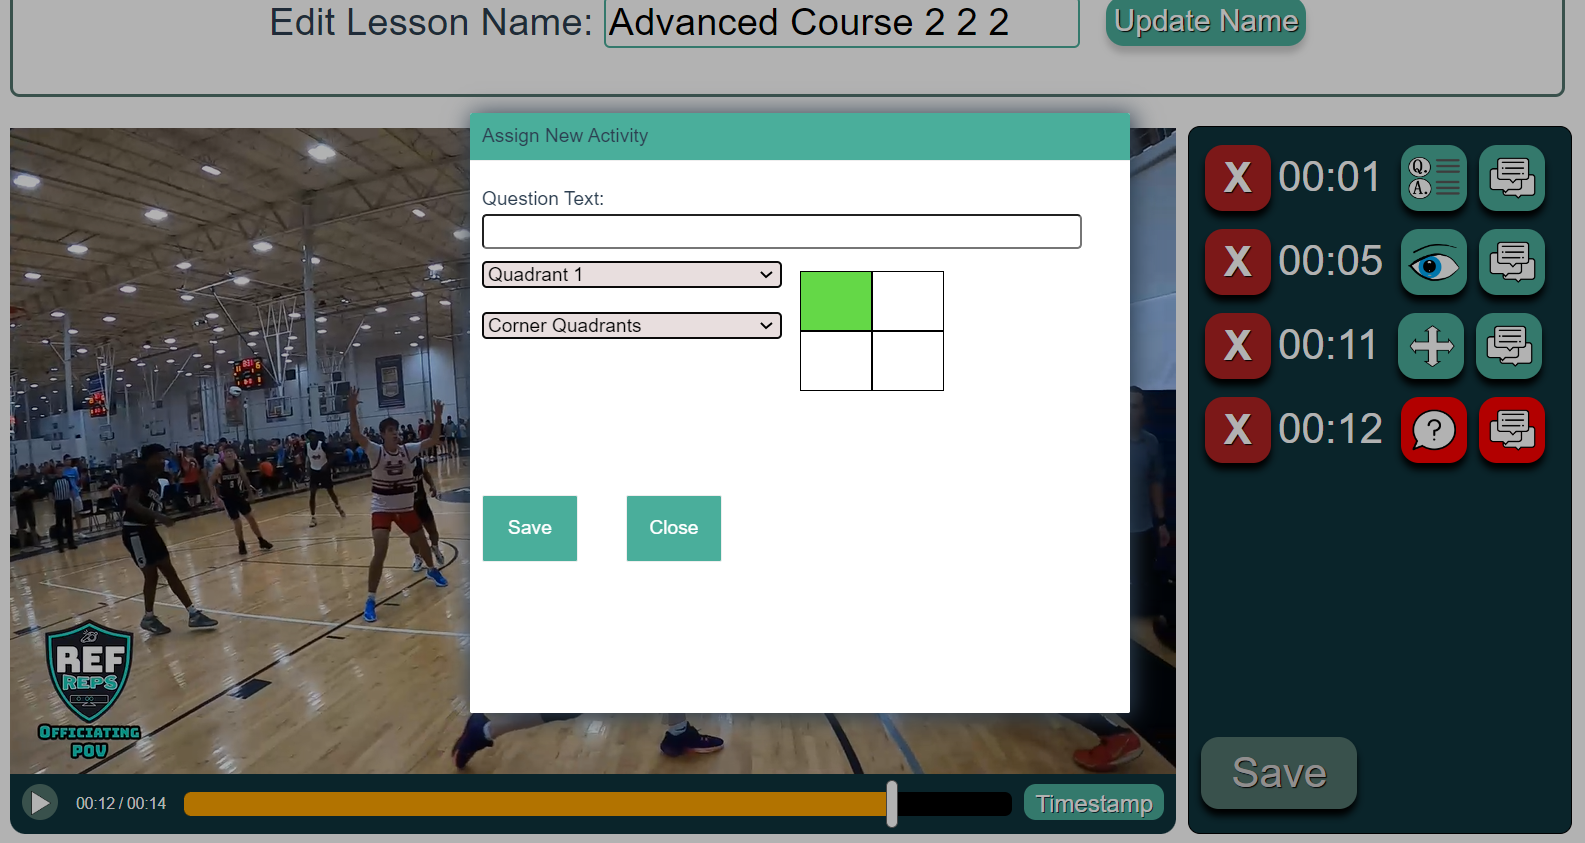 Edit Lesson Name: Advanced Course 2 2 2 Update Name
Assign New Activity
Question Text:
Quadrant 1
Corner Quadrants
Save Close
X 00:01 Q. A.
X 00:05
X 00:11
X 00:12 ?
REF
REPS
OFFICIATING
POV
00:12 / 00:14 Timestamp
Save